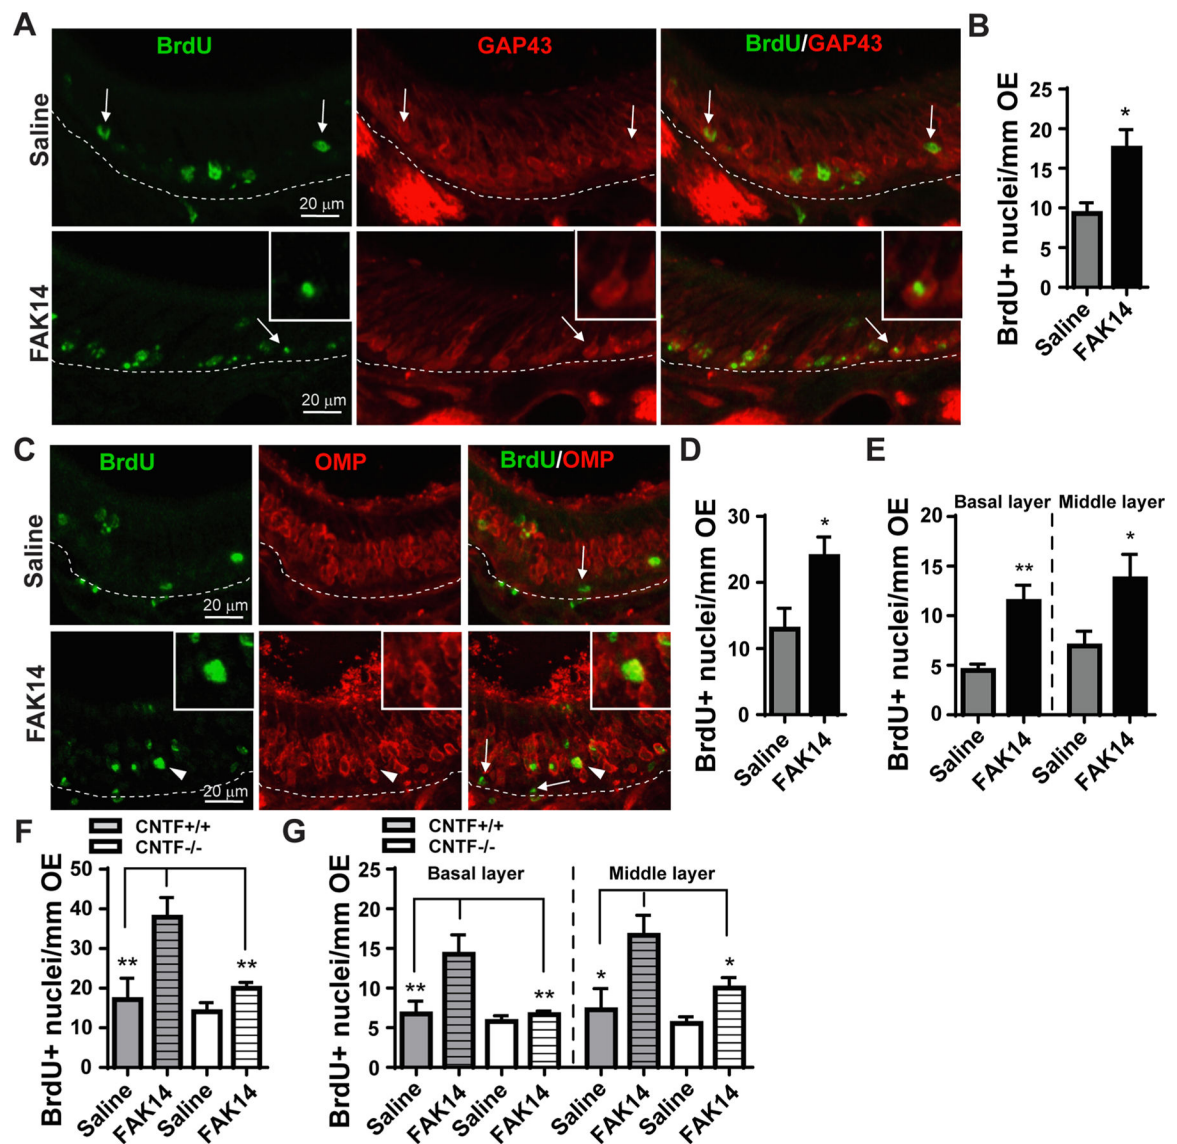 A
BrdU
GAP43
BrdU/GAP43
Saline
20 μm
FAK14
20 μm
B
BrdU+ nuclei/mm OE
25
20
15
10
5
0
*
Saline
FAK14
C
BrdU
OMP
BrdU/OMP
Saline
20 μm
FAK14
20 μm
D
BrdU+ nuclei/mm OE
30
20
10
0
*
Saline
FAK14
E
BrdU+ nuclei/mm OE
Basal layer
Middle layer
20
15
10
5
0
**
*
Saline
FAK14
Saline
FAK14
F
CNTF+/+
CNTF-/-
BrdU+ nuclei/mm OE
50
40
30
20
10
0
**
**
Saline
FAK14
Saline
FAK14
G
CNTF+/+
CNTF-/-
BrdU+ nuclei/mm OE
Basal layer
Middle layer
25
20
15
10
5
0
**
**
*
*
Saline
FAK14
Saline
FAK14
Saline
FAK14
Saline
FAK14